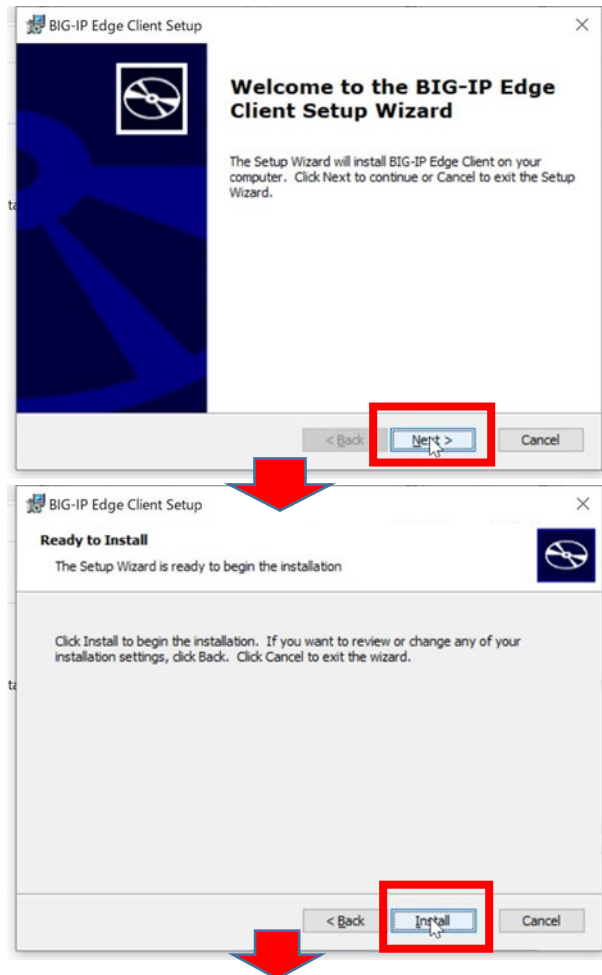 BIG-IP Edge Client Setup
Welcome to the BIG-IP Edge
Client Setup Wizard
The Setup Wizard will install BIG-IP Edge Client on your
computer. Click Next to continue or Cancel to exit the Setup
Wizard.
ta
< Back Next > Cancel
BIG-IP Edge Client Setup
Ready to Install
The Setup Wizard is ready to begin the installation
Click Install to begin the installation. If you want to review or change any of your
installation settings, click Back. Click Cancel to exit the wizard.
ta
< Back Install Cancel